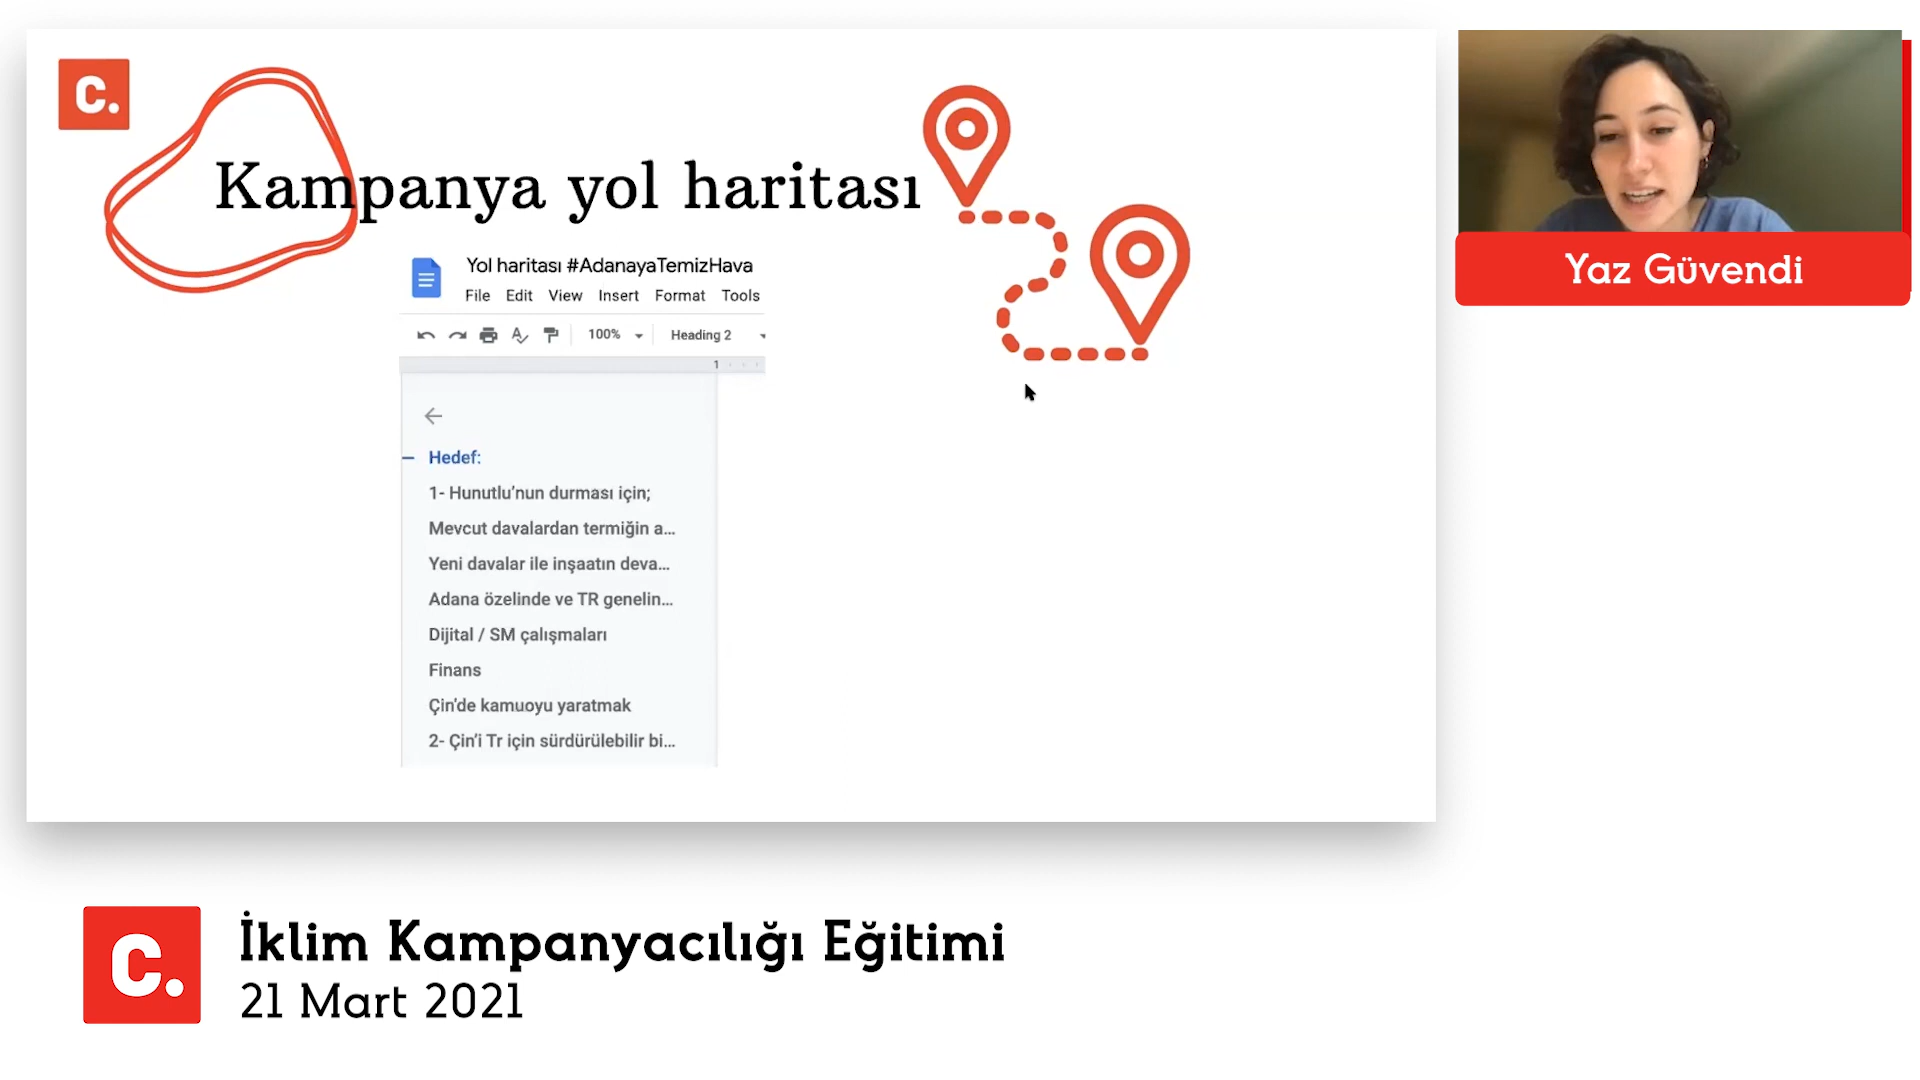 C.
Kampanya yol haritası
Yol haritası #AdanayaTemizHava
File Edit View Insert Format Tools
100% Heading 2
1
Hedef:
1- Hunutlu’nun durması için;
Mevcut davalardan termiğin a...
Yeni davalar ile inşaatın deva...
Adana özelinde ve TR genelin...
Dijital / SM çalışmaları
Finans
Çin'de kamuoyu yaratmak
2- Çin’i Tr için sürdürülebilir bi...
Yaz Güvendi
C.
İklim Kampanyacılığı Eğitimi
21 Mart 2021